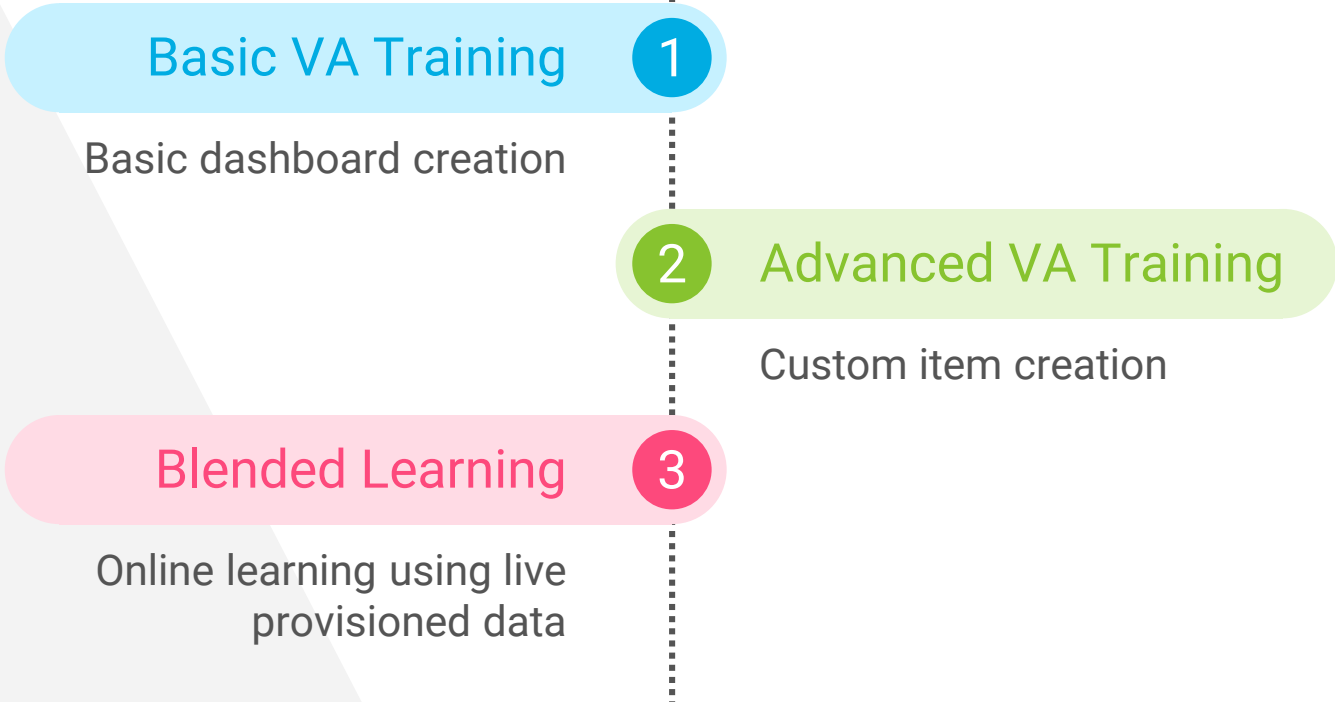 Basic VA Training 1
Basic dashboard creation
2 Advanced VA Training
Custom item creation
Blended Learning 3
Online learning using live
provisioned data